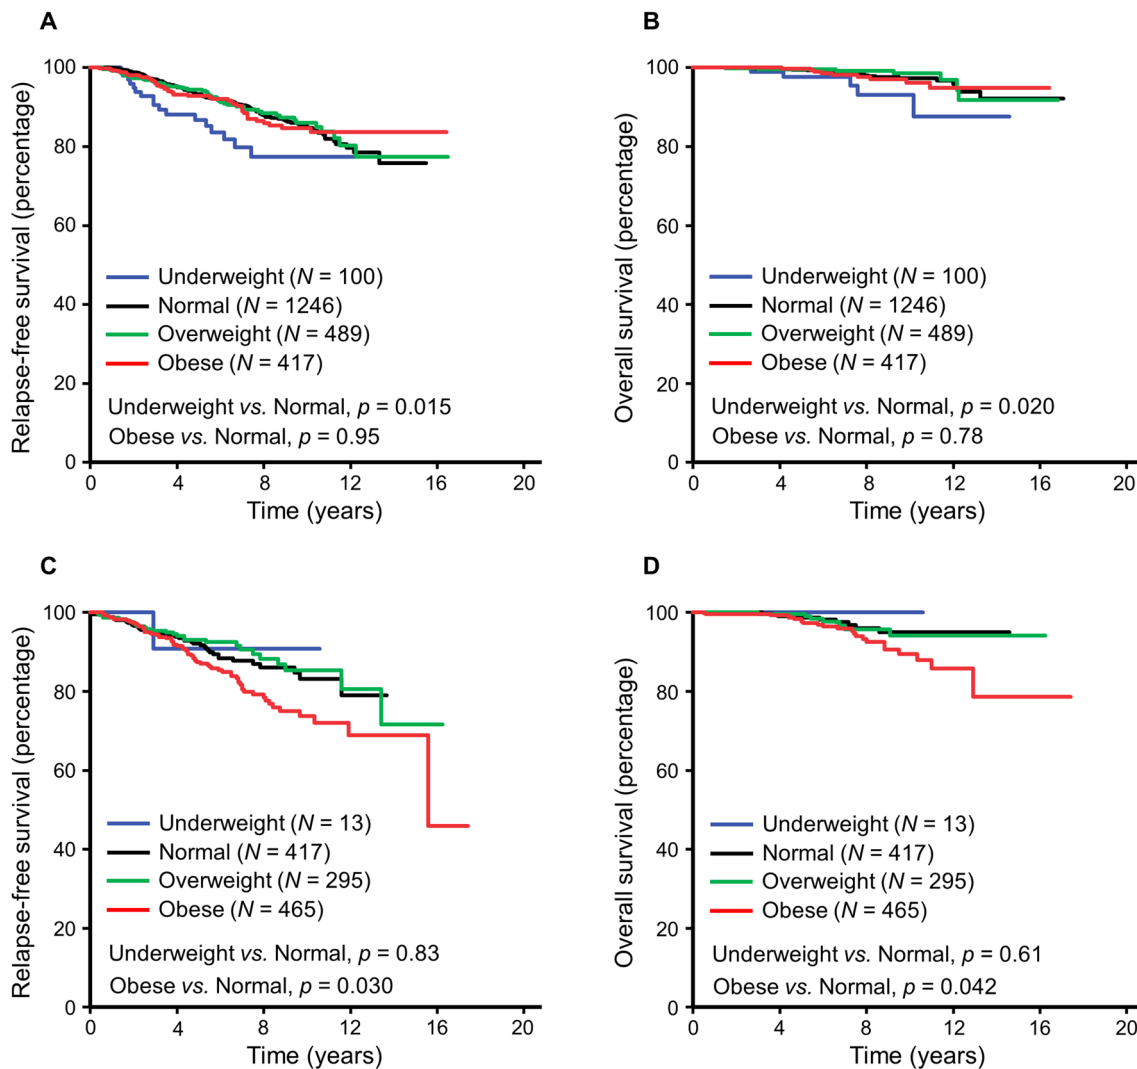 A
Relapse-free survival (percentage)
100
80
60
40
20
0
Underweight (N = 100)
Normal (N = 1246)
Overweight (N = 489)
Obese (N = 417)
Underweight vs. Normal, p = 0.015
Obese vs. Normal, p = 0.95
0 4 8 12 16 20
Time (years)
B
Overall survival (percentage)
100
80
60
40
20
0
Underweight (N = 100)
Normal (N = 1246)
Overweight (N = 489)
Obese (N = 417)
Underweight vs. Normal, p = 0.020
Obese vs. Normal, p = 0.78
0 4 8 12 16 20
Time (years)
C
Relapse-free survival (percentage)
100
80
60
40
20
0
Underweight (N = 13)
Normal (N = 417)
Overweight (N = 295)
Obese (N = 465)
Underweight vs. Normal, p = 0.83
Obese vs. Normal, p = 0.030
0 4 8 12 16 20
Time (years)
D
Overall survival (percentage)
100
80
60
40
20
0
Underweight (N = 13)
Normal (N = 417)
Overweight (N = 295)
Obese (N = 465)
Underweight vs. Normal, p = 0.61
Obese vs. Normal, p = 0.042
0 4 8 12 16 20
Time (years)